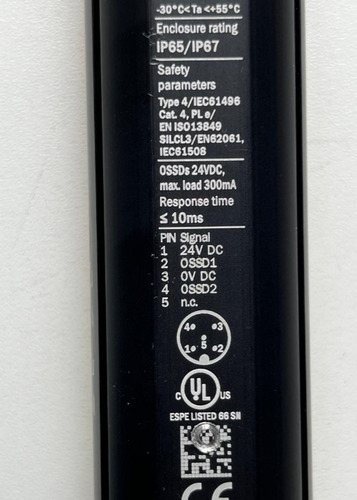 -30°C<Ta<+55°C
Enclosure rating
IP65/IP67
Safety
parameters
Type 4/IEC61496
Cat. 4, PL e/
EN ISO13849
SILCL3/EN62061,
IEC61508
OSSDs 24VDC,
max. load 300mA
Response time
≤ 10ms
PIN Signal
1 24V DC
2 OSSD1
3 0V DC
4 OSSD2
5 n.c.
4 3
5
1 2
c UL US
ESPE LISTED 66 SN
CE